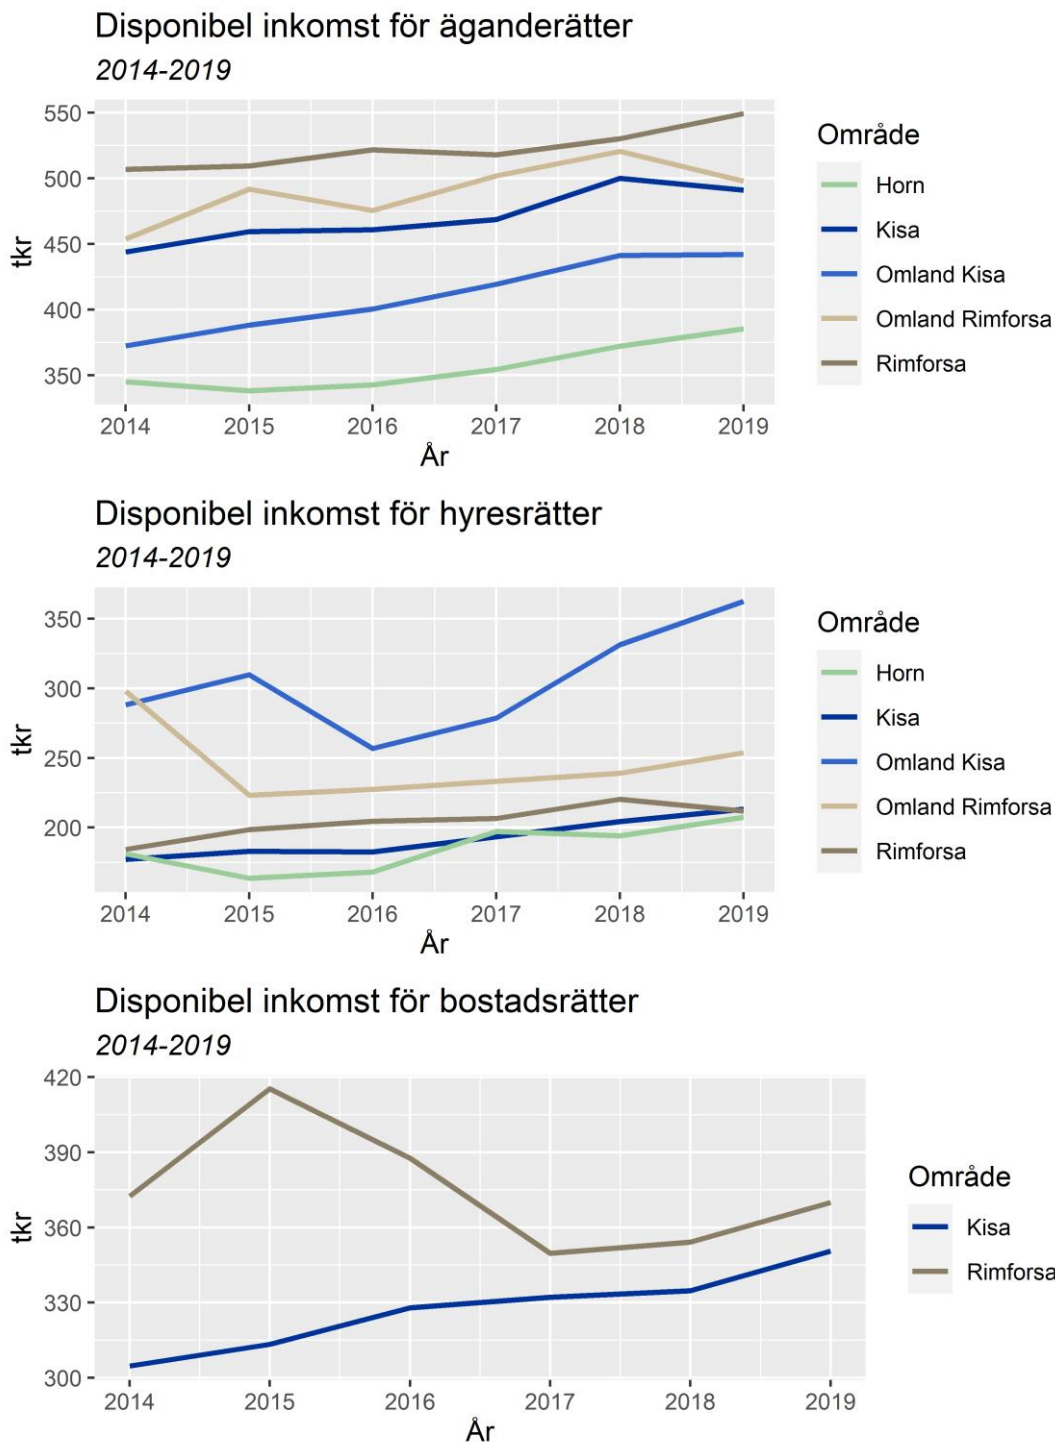 Disponibel inkomst för äganderätter
2014-2019
550
500
450
400
350
tkr
2014 2015 2016 2017 2018 2019
År
Område
Horn
Kisa
Omland Kisa
Omland Rimforsa
Rimforsa
Disponibel inkomst för hyresrätter
2014-2019
350
300
250
200
tkr
2014 2015 2016 2017 2018 2019
År
Område
Horn
Kisa
Omland Kisa
Omland Rimforsa
Rimforsa
Disponibel inkomst för bostadsrätter
2014-2019
420
390
360
330
300
tkr
2014 2015 2016 2017 2018 2019
År
Område
Kisa
Rimforsa